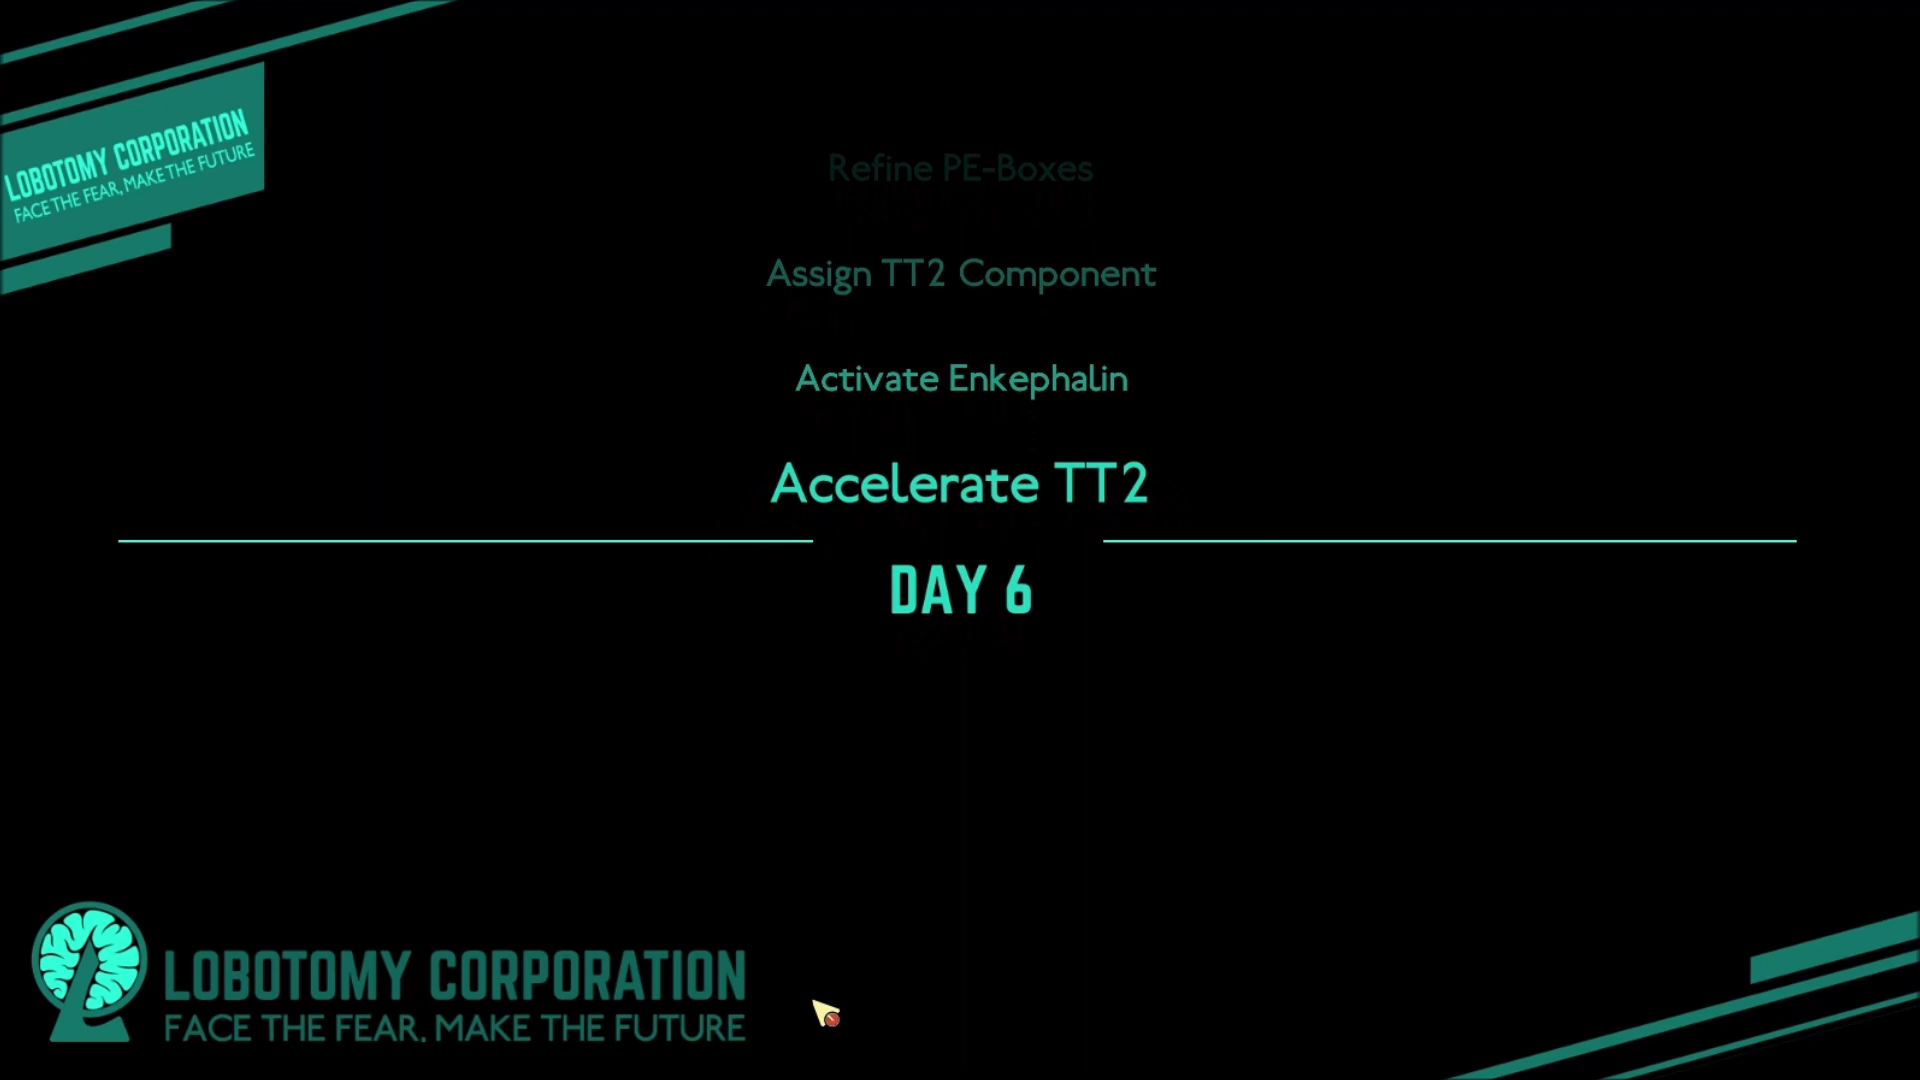 LOBOTOMY CORPORATION
FACE THE FEAR, MAKE THE FUTURE
Refine PE-Boxes
Assign TT2 Component
Activate Enkephalin
Accelerate TT2
DAY 6
LOBOTOMY CORPORATION
FACE THE FEAR, MAKE THE FUTURE